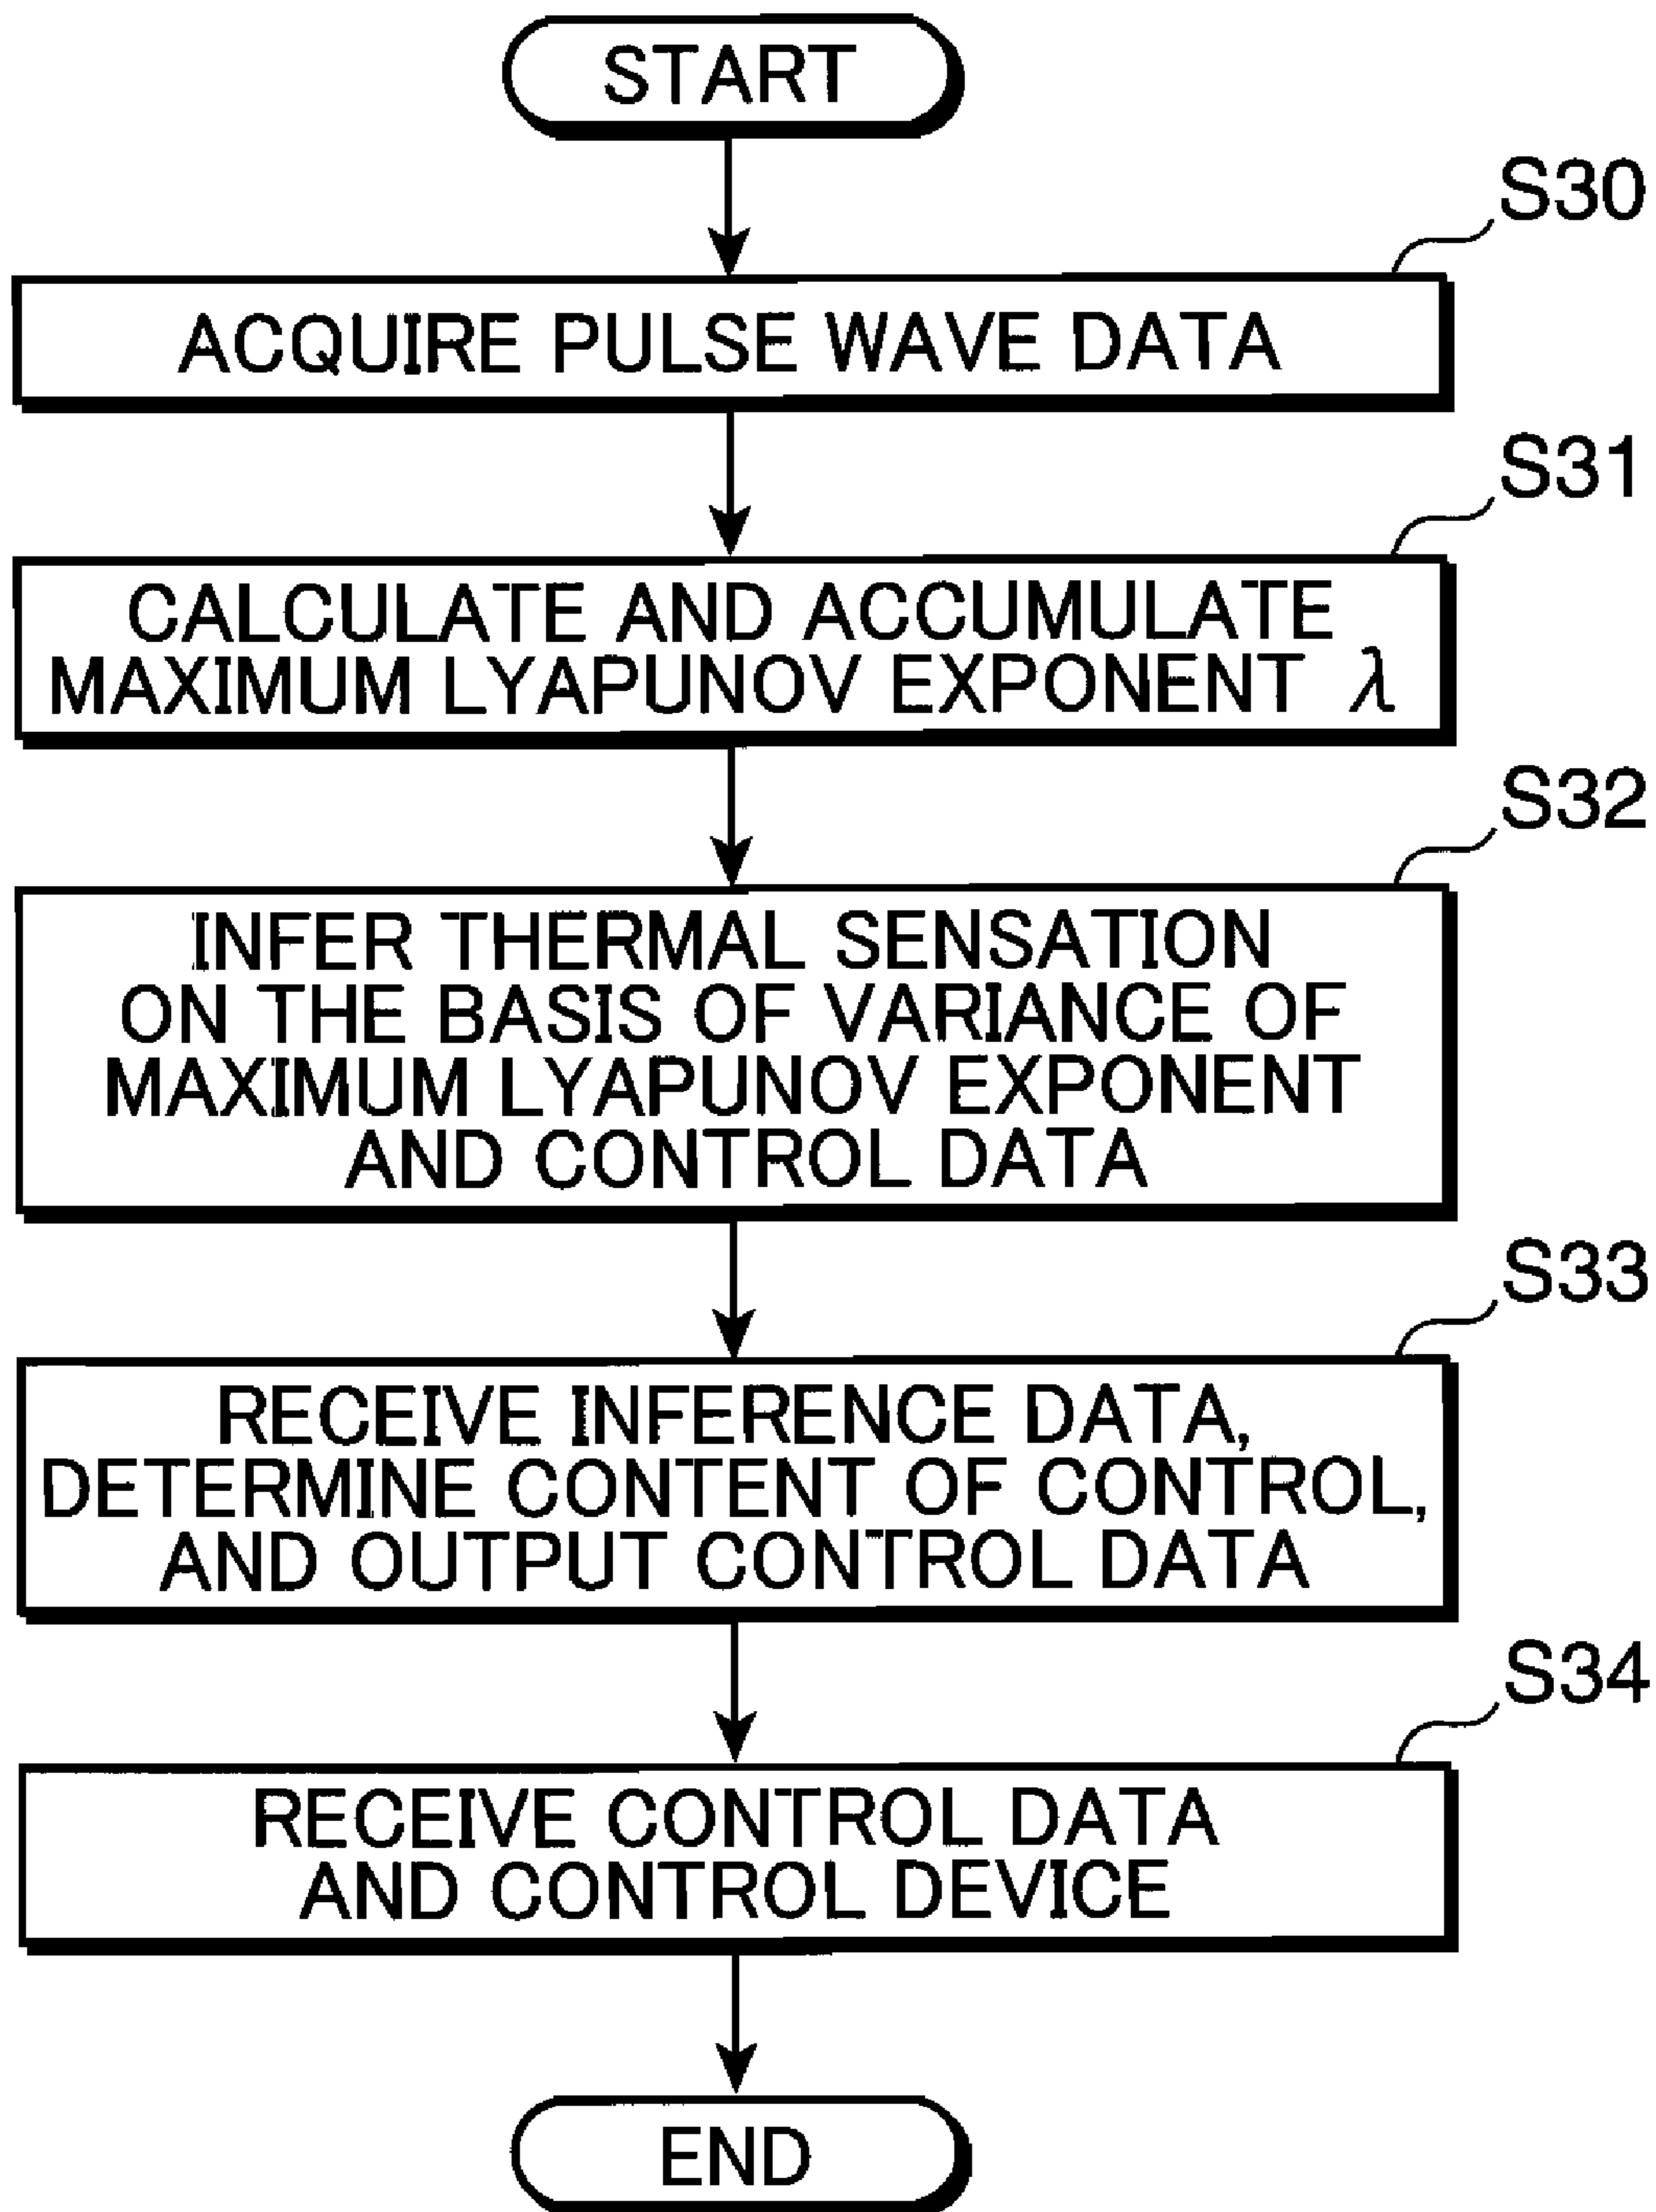 START
S30
ACQUIRE PULSE WAVE DATA
S31
CALCULATE AND ACCUMULATE
MAXIMUM LYAPUNOV EXPONENT λ
S32
INFER THERMAL SENSATION
ON THE BASIS OF VARIANCE OF
MAXIMUM LYAPUNOV EXPONENT
AND CONTROL DATA
S33
RECEIVE INFERENCE DATA,
DETERMINE CONTENT OF CONTROL,
AND OUTPUT CONTROL DATA
S34
RECEIVE CONTROL DATA
AND CONTROL DEVICE
END